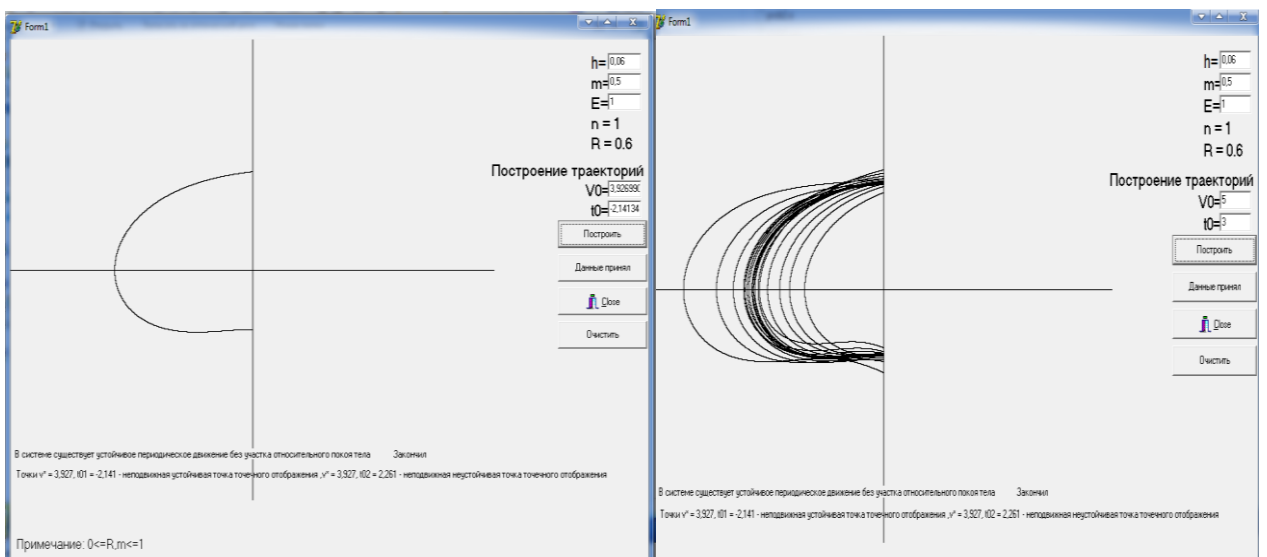 Form1
h= 0,06
m= 0,5
E= 1
n = 1
R = 0.6
Построение траекторий
V0= 3,92699(
t0= -2,14134
Построить
Данные принял
Close
Очистить
В системе существует устойчивое периодическое движение без участка относительного покоя тела Закончил
Точки v* = 3,927, t01 = -2,141 - неподвижная устойчивая точка точечного отображения ,v* = 3,927, t02 = 2,261 - неподвижная неустойчивая точка точечного отображения
Примечание: 0<=R,m<=1
Form1
h= 0,06
m= 0,5
E= 1
n = 1
R = 0.6
Построение траекторий
V0= 5
t0= 3
Построить
Данные принял
Close
Очистить
В системе существует устойчивое периодическое движение без участка относительного покоя тела Закончил
Точки v* = 3,927, t01 = -2,141 - неподвижная устойчивая точка точечного отображения ,v* = 3,927, t02 = 2,261 - неподвижная неустойчивая точка точечного отображения